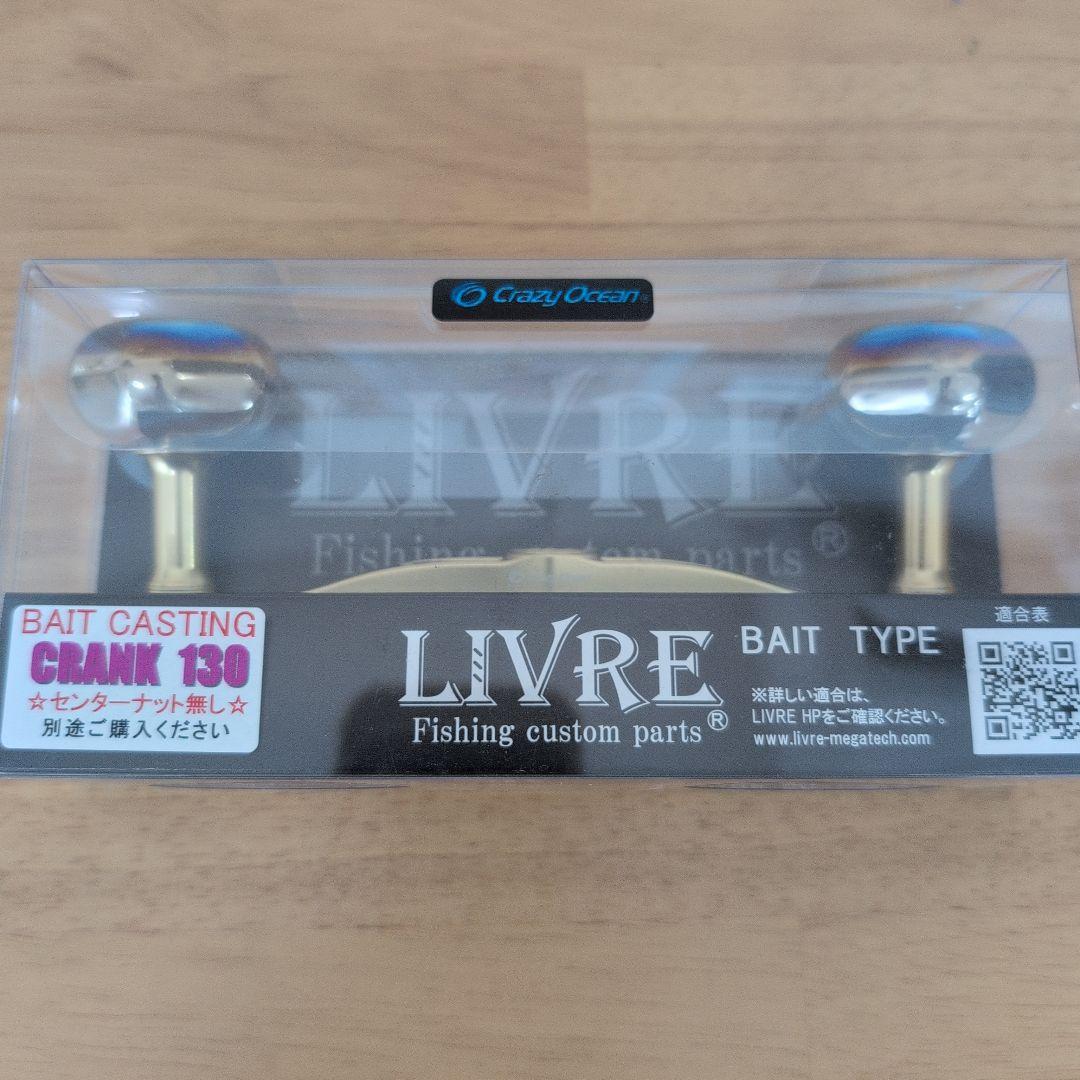 Crazy Ocean
LIVRE
Fishing custom parts®
BAIT CASTING
CRANK 130
☆センターナット無し☆
別途ご購入ください
LIVRE
Fishing custom parts®
BAIT TYPE
※詳しい適合は、
LIVRE HPをご確認ください。
www.livre-megatech.com
適合表